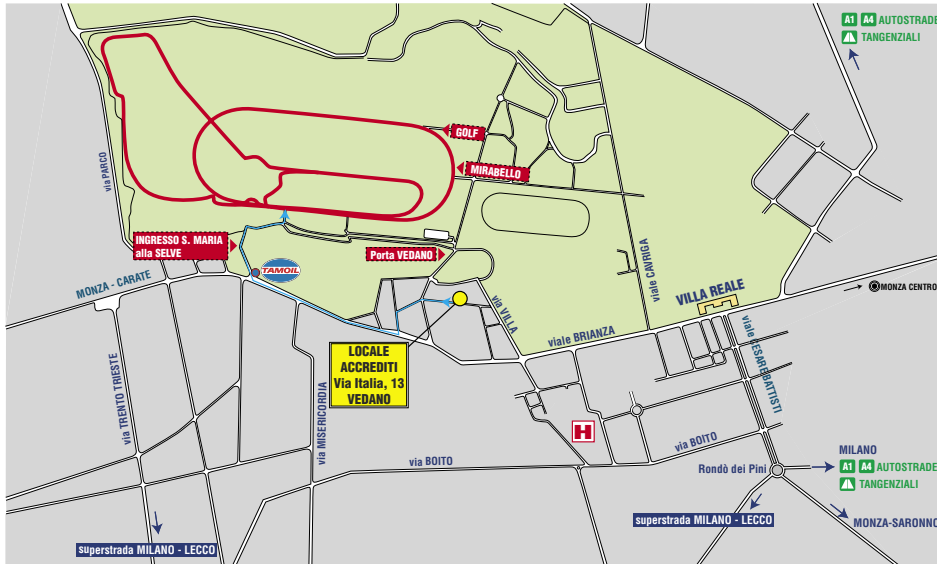 A1 A4 AUTOSTRADE
TANGENZIALI
GOLF
MIRABELLO
via PARCO
INGRESSO S. MARIA
alla SELVE
Porta VEDANO
TAMOIL
MONZA - CARATE
viale CAVRIGA
VILLA REALE
MONZA CENTRO
via VILLA
viale BRIANZA
viale CESARE BATTISTI
LOCALE
ACCREDITI
Via Italia, 13
VEDANO
via TRENTO TRIESTE
via MISERICORDIA
H
via BOITO
via BOITO
Rondò dei Pini
MILANO
A1 A4 AUTOSTRADE
TANGENZIALI
superstrada MILANO - LECCO
MONZA-SARONNO
superstrada MILANO - LECCO